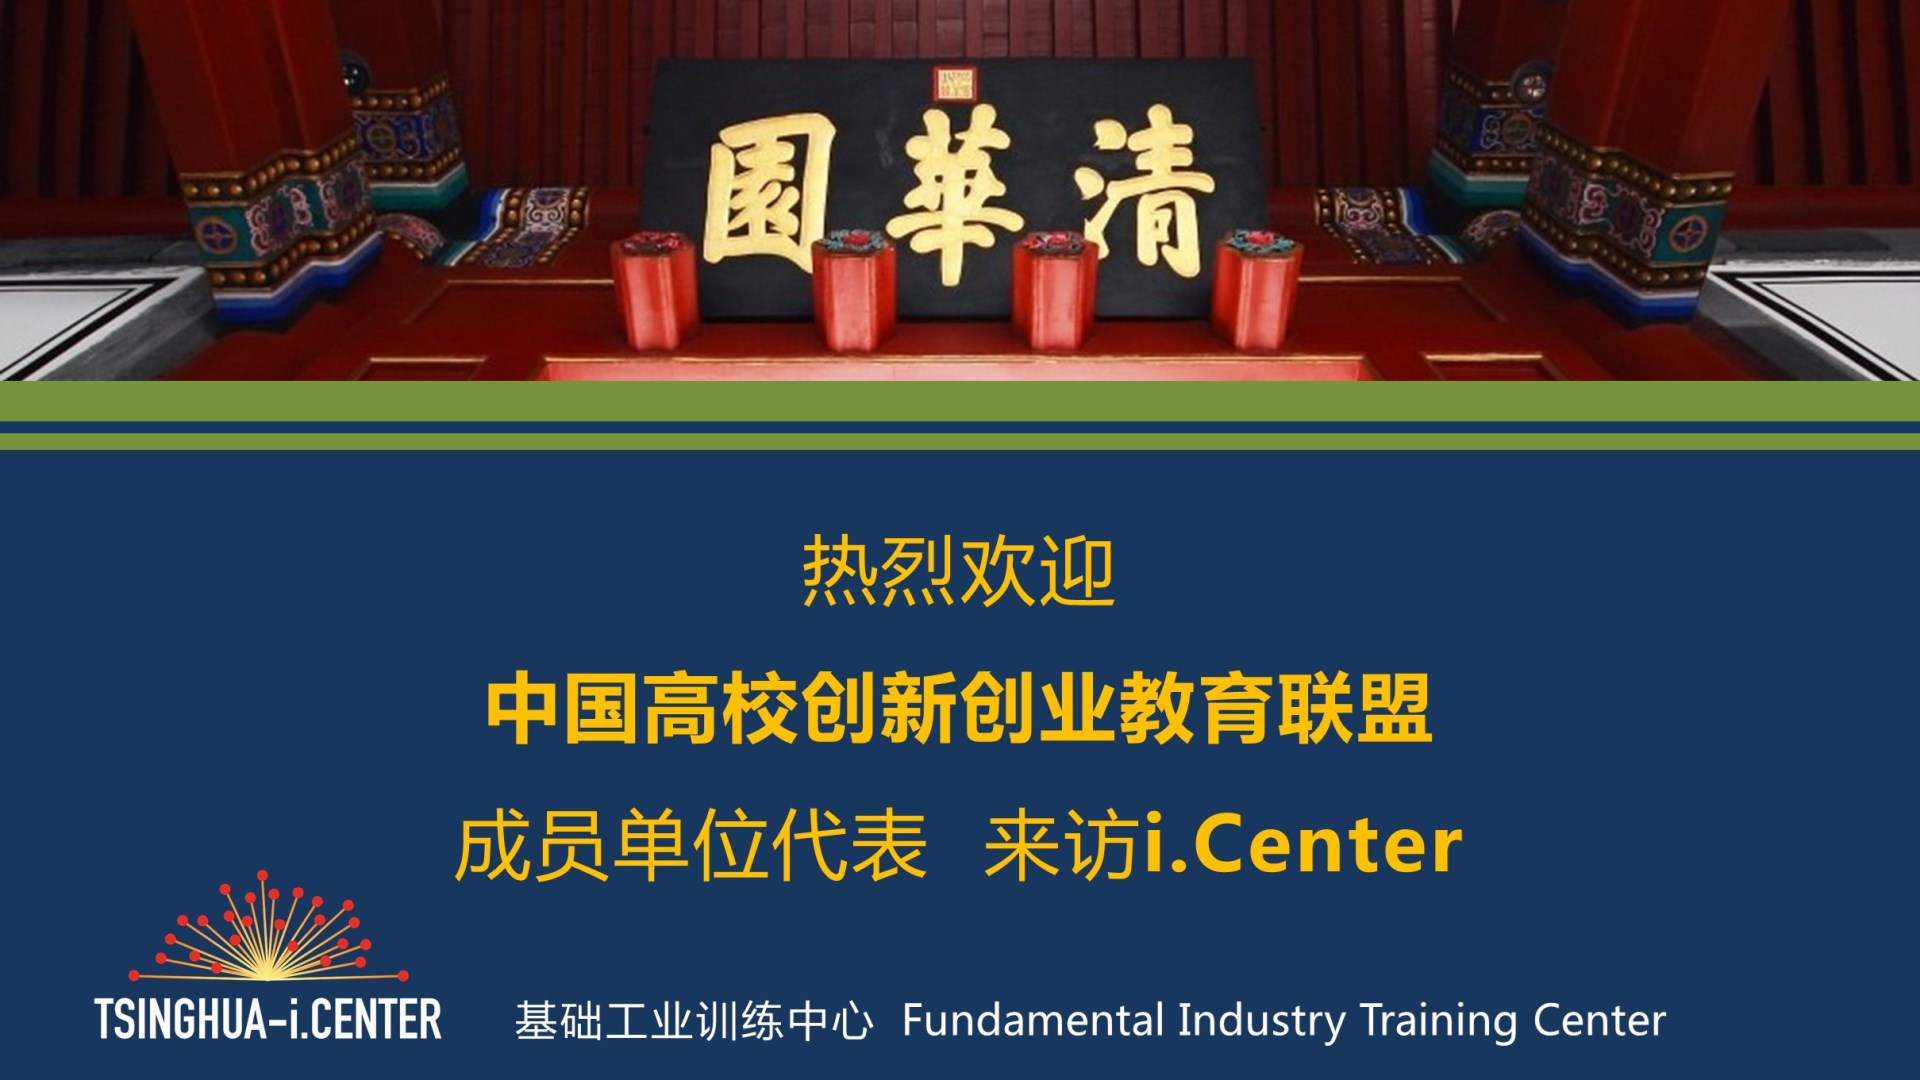 清華園
热烈欢迎
中国高校创新创业教育联盟
成员单位代表 来访i.Center
TSINGHUA-i.CENTER
基础工业训练中心 Fundamental Industry Training Center